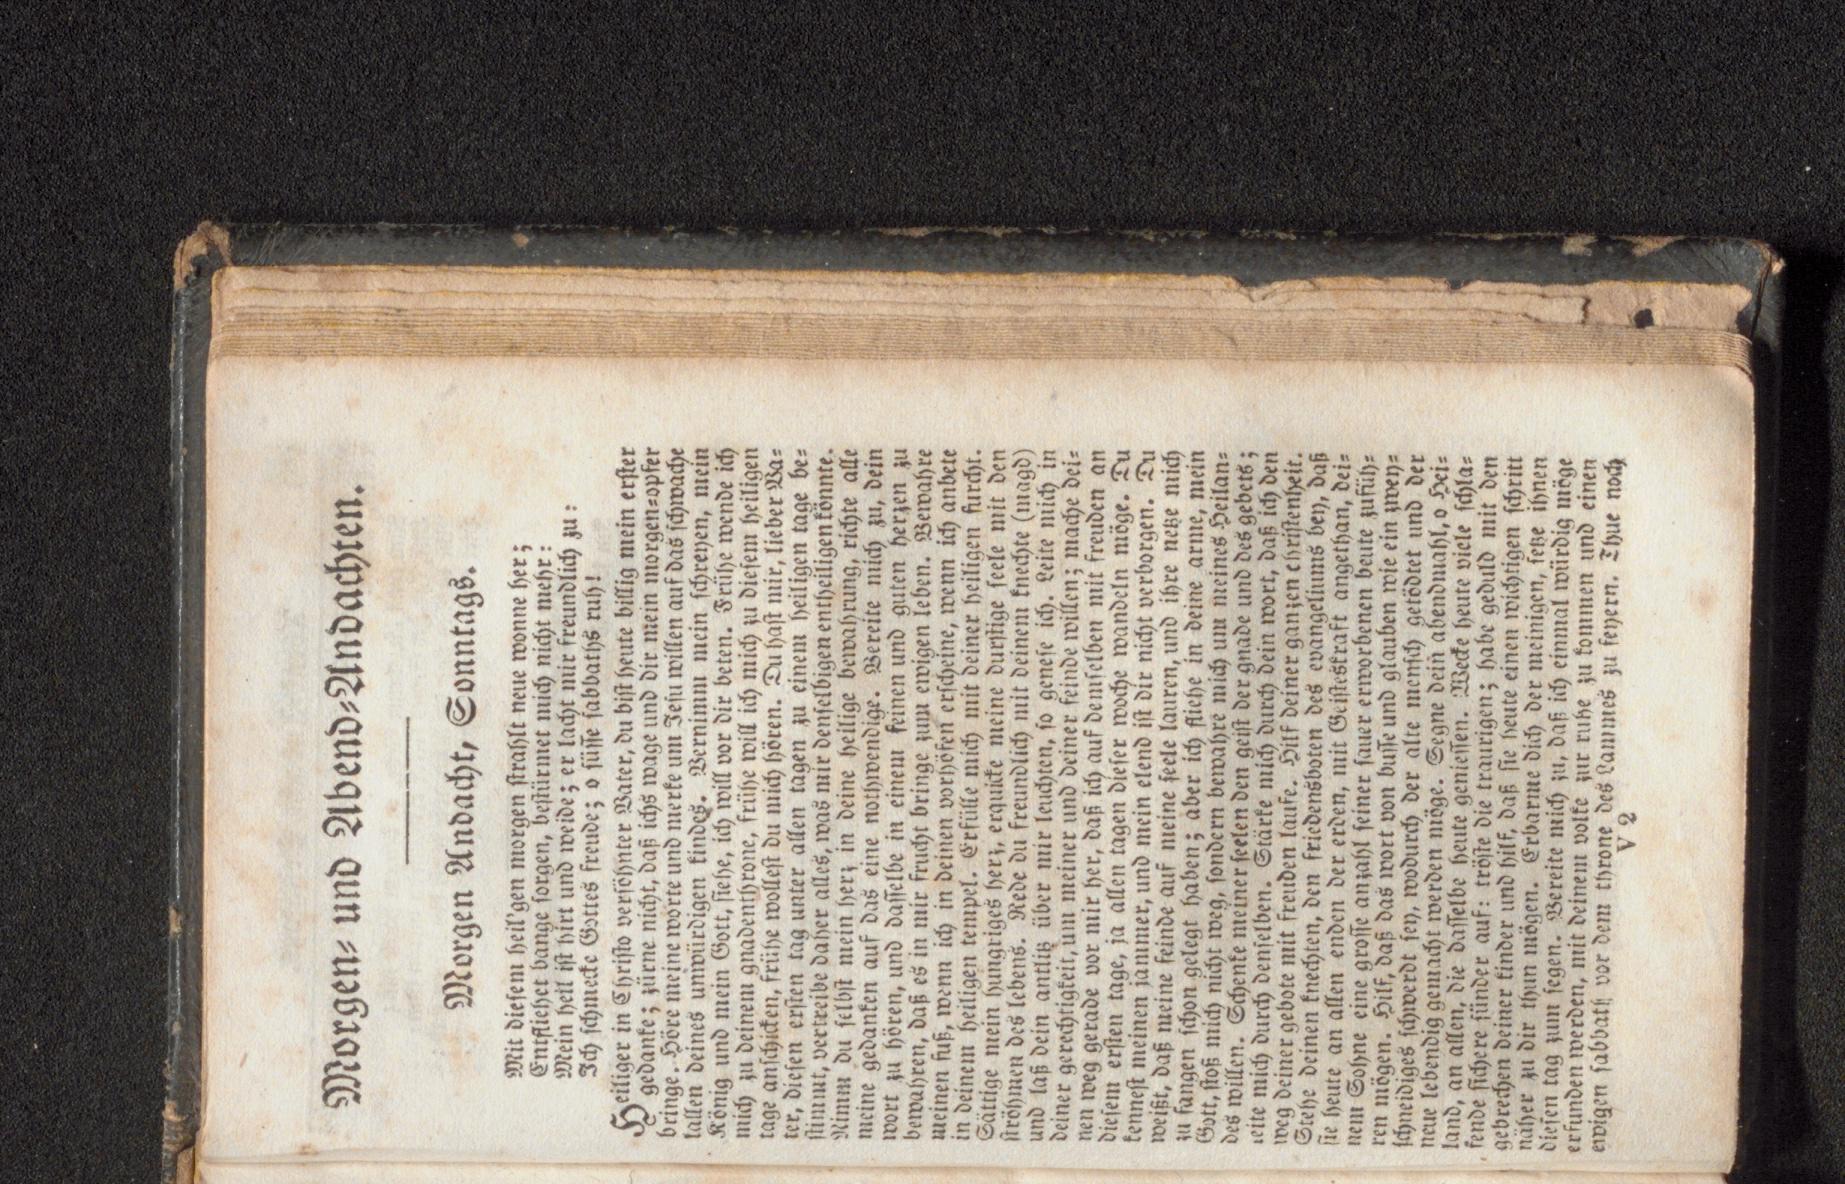 Morgen= und Abend=Andachten.
Morgen Andacht, Sonntags.
Mit diesem heil'gen morgen strahlt neue wonne her;
Entfliehet bange sorgen, bestürmet mich nicht mehr:
Mein heil ist hirt und weide; er lacht mir freundlich zu:
Ich schmecke Gottes freude; o süsse sabbaths ruh!
Heiliger in Christo versöhnter Vater, du bist heute billig mein erster
gedanke; zürne nicht, daß ichs wage und dir mein morgen=opfer
bringe. Höre meine worte und merke um Jesu willen auf das schwache
lallen deines unwürdigen kindes. Vernimm mein schreyen, mein
König und mein Gott, siehe, ich will vor dir beten. Frühe wende ich
mich zu deinem gnadenthrone, frühe will ich mich zu diesem heiligen
tage anschicken, frühe wollest du mich hören. Du hast mir, lieber Va=
ter, diesen ersten tag unter allen tagen zu einem heiligen tage be=
stimmt, vertreibe daher alles, was mir denselbigen entheiligen könnte.
Nimm du selbst mein herz in deine heilige bewahrung, richte alle
meine gedanken auf das eine nothwendige. Bereite mich zu, dein
wort zu hören, und dasselbe in einem feinen und guten herzen zu
bewahren, daß es in mir frucht bringe zum ewigen leben. Bewahre
meinen fuß, wenn ich in deinen vorhöfen erscheine, wenn ich anbete
in deinem heiligen tempel. Erfülle mich mit deiner heiligen furcht.
Sättige mein hungriges herz, erquicke meine durstige seele mit den
ströhmen des lebens. Rede du freundlich mit deinem knechte (magd)
und laß dein antlitz über mir leuchten, so genese ich. Leite mich in
deiner gerechtigkeit, um meiner und deiner feinde willen; mache dei=
nen weg gerade vor mir her, daß ich auf demselben mit freuden an
diesem ersten tage, ja allen tagen dieser woche wandeln möge. Du
kennest meinen jammer, und mein elend ist dir nicht verborgen. Du
weißt, daß meine feinde auf meine seele lauren, und ihre netze mich
zu fangen schon gelegt haben; aber ich fliehe in deine arme, mein
Gott, stoß mich nicht weg, sondern bewahre mich um meines Heilan=
des willen. Schenke meiner seelen den geist der gnade und des gebets;
leite mich durch denselben. Stärke mich durch dein wort, daß ich den
weg deiner gebote mit freuden laufe. Hilf deiner ganzen christenheit.
Stehe deinen knechten, den friedensboten des evangeliums bey, daß
sie heute an allen enden der erden, mit Geisteskraft angethan, dei=
nem Sohne eine grosse anzahl seiner sauer erworbenen heute zufüh=
ren mögen. Hilf, daß das wort von busse und glauben wie ein zwey=
schneidiges schwerdt sey, wodurch der alte mensch getödtet und der
neue lebendig gemacht werden möge. Segne dein abendmahl, o Hei=
land, an allen, die dasselbe heute geniessen. Wecke heute viele schla=
fende sichere sünder auf: tröste die traurigen; habe geduld mit den
gebrechen deiner kinder und hilf, daß sie heute einen wichtigen schritt
näher zu dir thun mögen. Erbarme dich der meinigen, setze ihnen
diesen tag zum segen. Bereite mich zu, daß ich einmal würdig möge
erfunden werden, mit deinem volke zur ruhe zu kommen und einen
ewigen sabbath vor dem throne des Lammes zu feyern. Thue noch
V 2